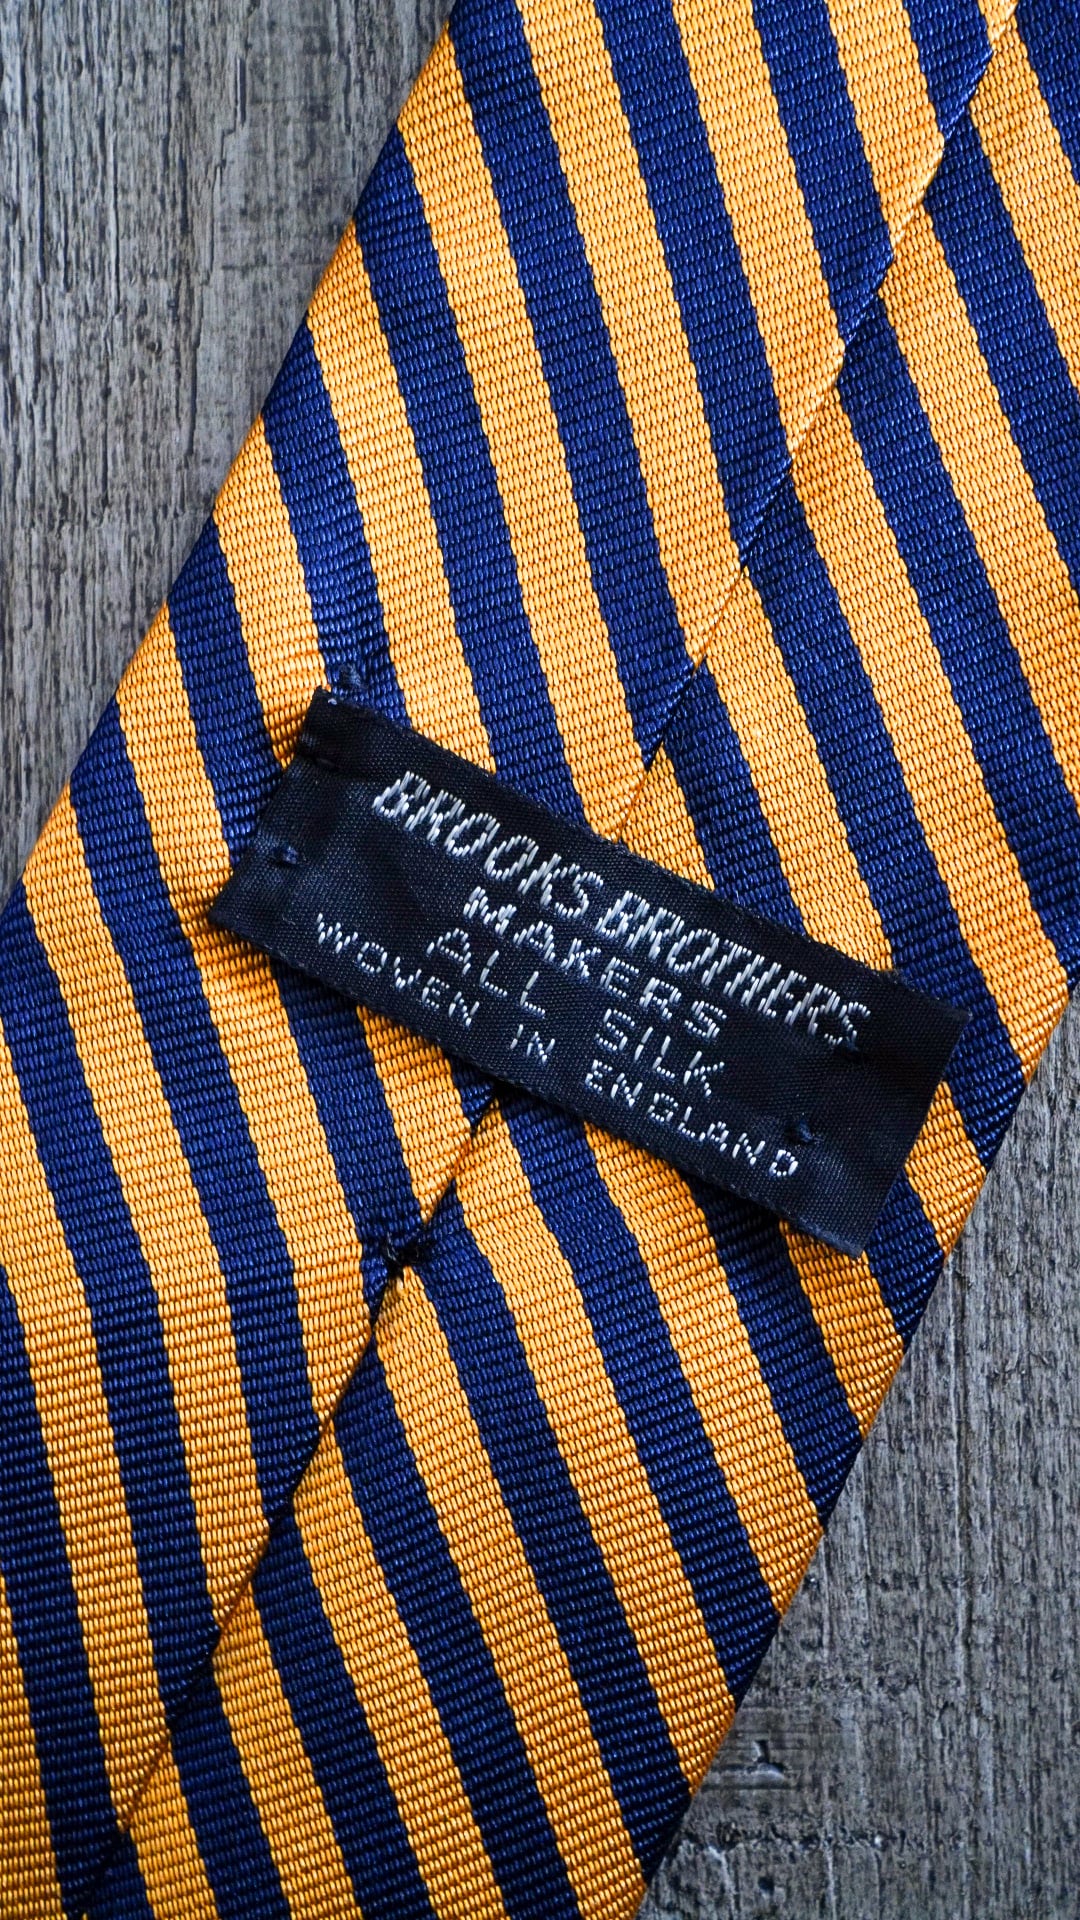 BROOKS BROTHERS
MAKERS
ALL SILK
WOVEN IN ENGLAND